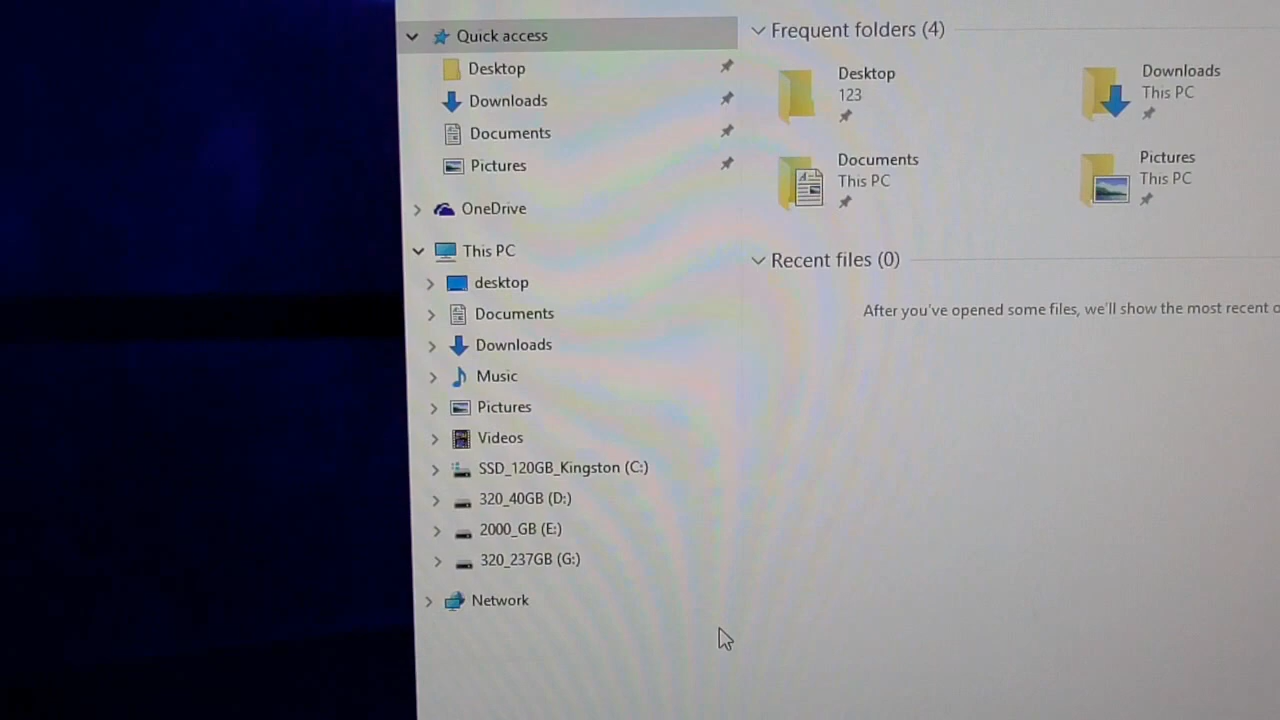 Quick access
Desktop
Downloads
Documents
Pictures
OneDrive
This PC
desktop
Documents
Downloads
Music
Pictures
Videos
SSD_120GB_Kingston (C:)
320_40GB (D:)
2000_GB (E:)
320_237GB (G:)
Network
Frequent folders (4)
Desktop
123
Downloads
This PC
Documents
This PC
Pictures
This PC
Recent files (0)
After you've opened some files, we'll show the most recent o